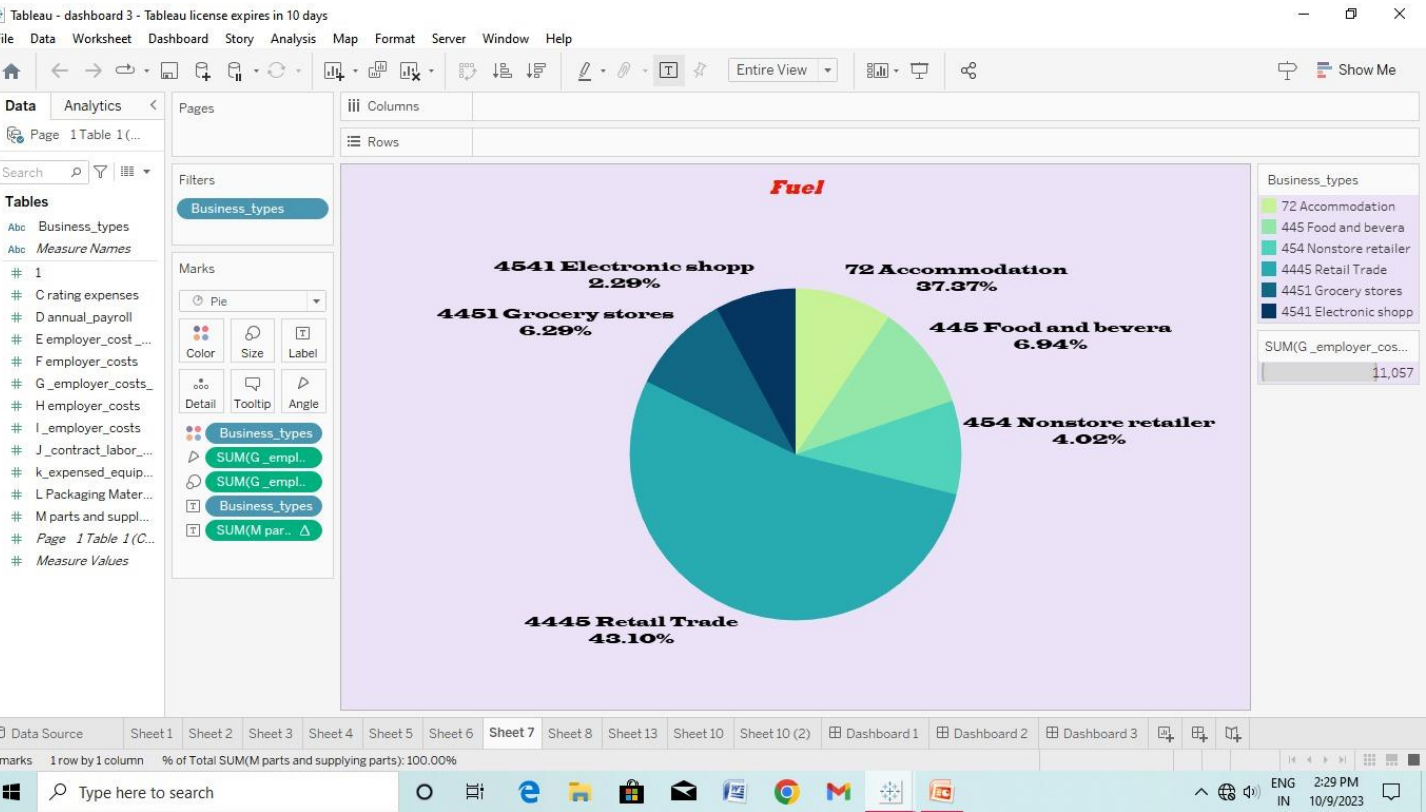 Tableau - dashboard 3 - Tableau license expires in 10 days
ile Data Worksheet Dashboard Story Analysis Map Format Server Window Help
Entire View
Show Me
Data Analytics
Page 1 Table 1 (...
Search
Tables
Abc Business_types
Abc Measure Names
# 1
# C rating expenses
# D annual_payroll
# E employer_cost _...
# F employer_costs
# G _employer_costs_
# H employer_costs
# I _employer_costs
# J _contract_labor_...
# k_expensed_equip...
# L Packaging Mater...
# M parts and suppl...
# Page 1 Table 1 (C...
# Measure Values
Pages
Filters
Business_types
Marks
Pie
Color Size Label
Detail Tooltip Angle
Business_types
SUM(G _empl..
SUM(G _empl..
Business_types
SUM(M par.. Δ
iii Columns
Rows
Fuel
4541 Electronic shopp
2.29%
72 Accommodation
37.37%
4451 Grocery stores
6.29%
445 Food and bevera
6.94%
454 Nonstore retailer
4.02%
4445 Retail Trade
43.10%
Business_types
72 Accommodation
445 Food and bevera
454 Nonstore retailer
4445 Retail Trade
4451 Grocery stores
4541 Electronic shopp
SUM(G _employer_cos...
11,057
Data Source Sheet 1 Sheet 2 Sheet 3 Sheet 4 Sheet 5 Sheet 6 Sheet 7 Sheet 8 Sheet 13 Sheet 10 Sheet 10 (2) Dashboard 1 Dashboard 2 Dashboard 3
marks 1 row by 1 column % of Total SUM(M parts and supplying parts): 100.00%
Type here to search
ENG
IN
2:29 PM
10/9/2023